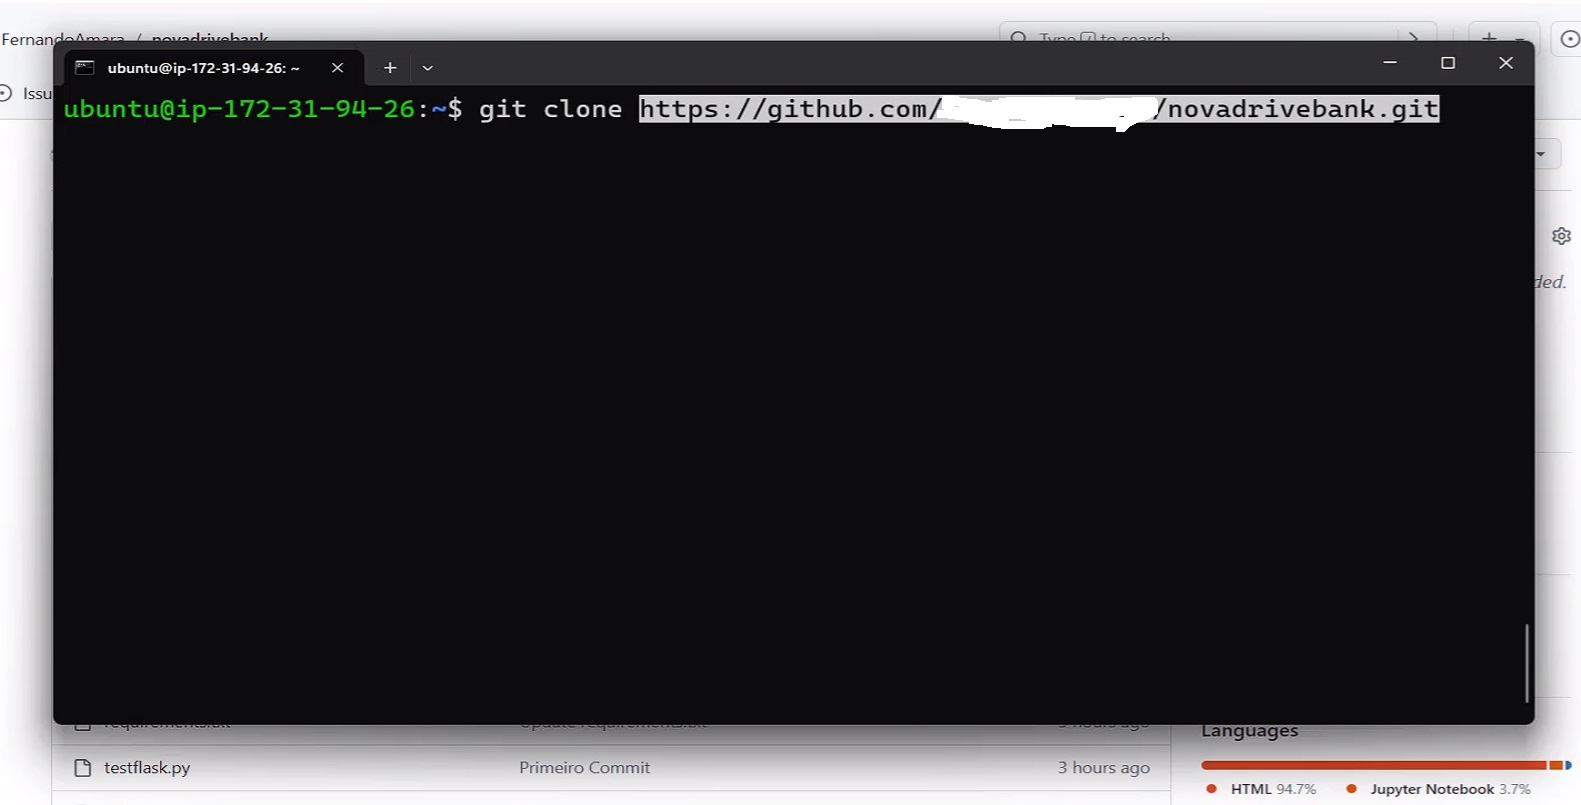 FernandoAmara / novadrivebank
Type / to search
ubuntu@ip-172-31-94-26: ~
Issu
ubuntu@ip-172-31-94-26:~$ git clone https://github.com/ /novadrivebank.git
ded.
requirements.txt Update requirements.txt 3 hours ago
Languages
testflask.py Primeiro Commit 3 hours ago
HTML 94.7% Jupyter Notebook 3.7%